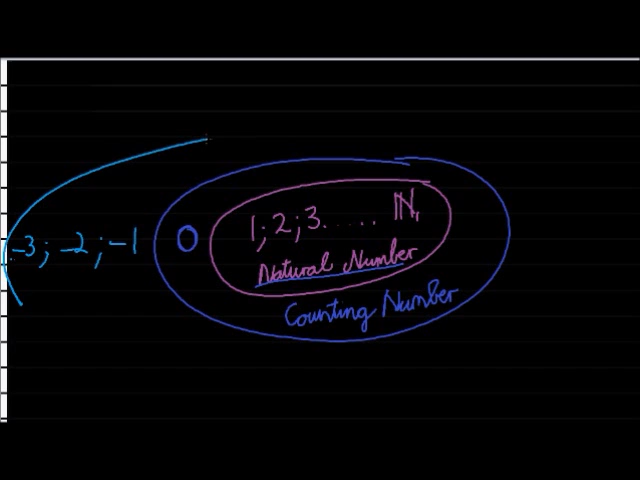 1; 2; 3..... ℕ,
-3; -2; -1 0
Natural Number
Counting Number